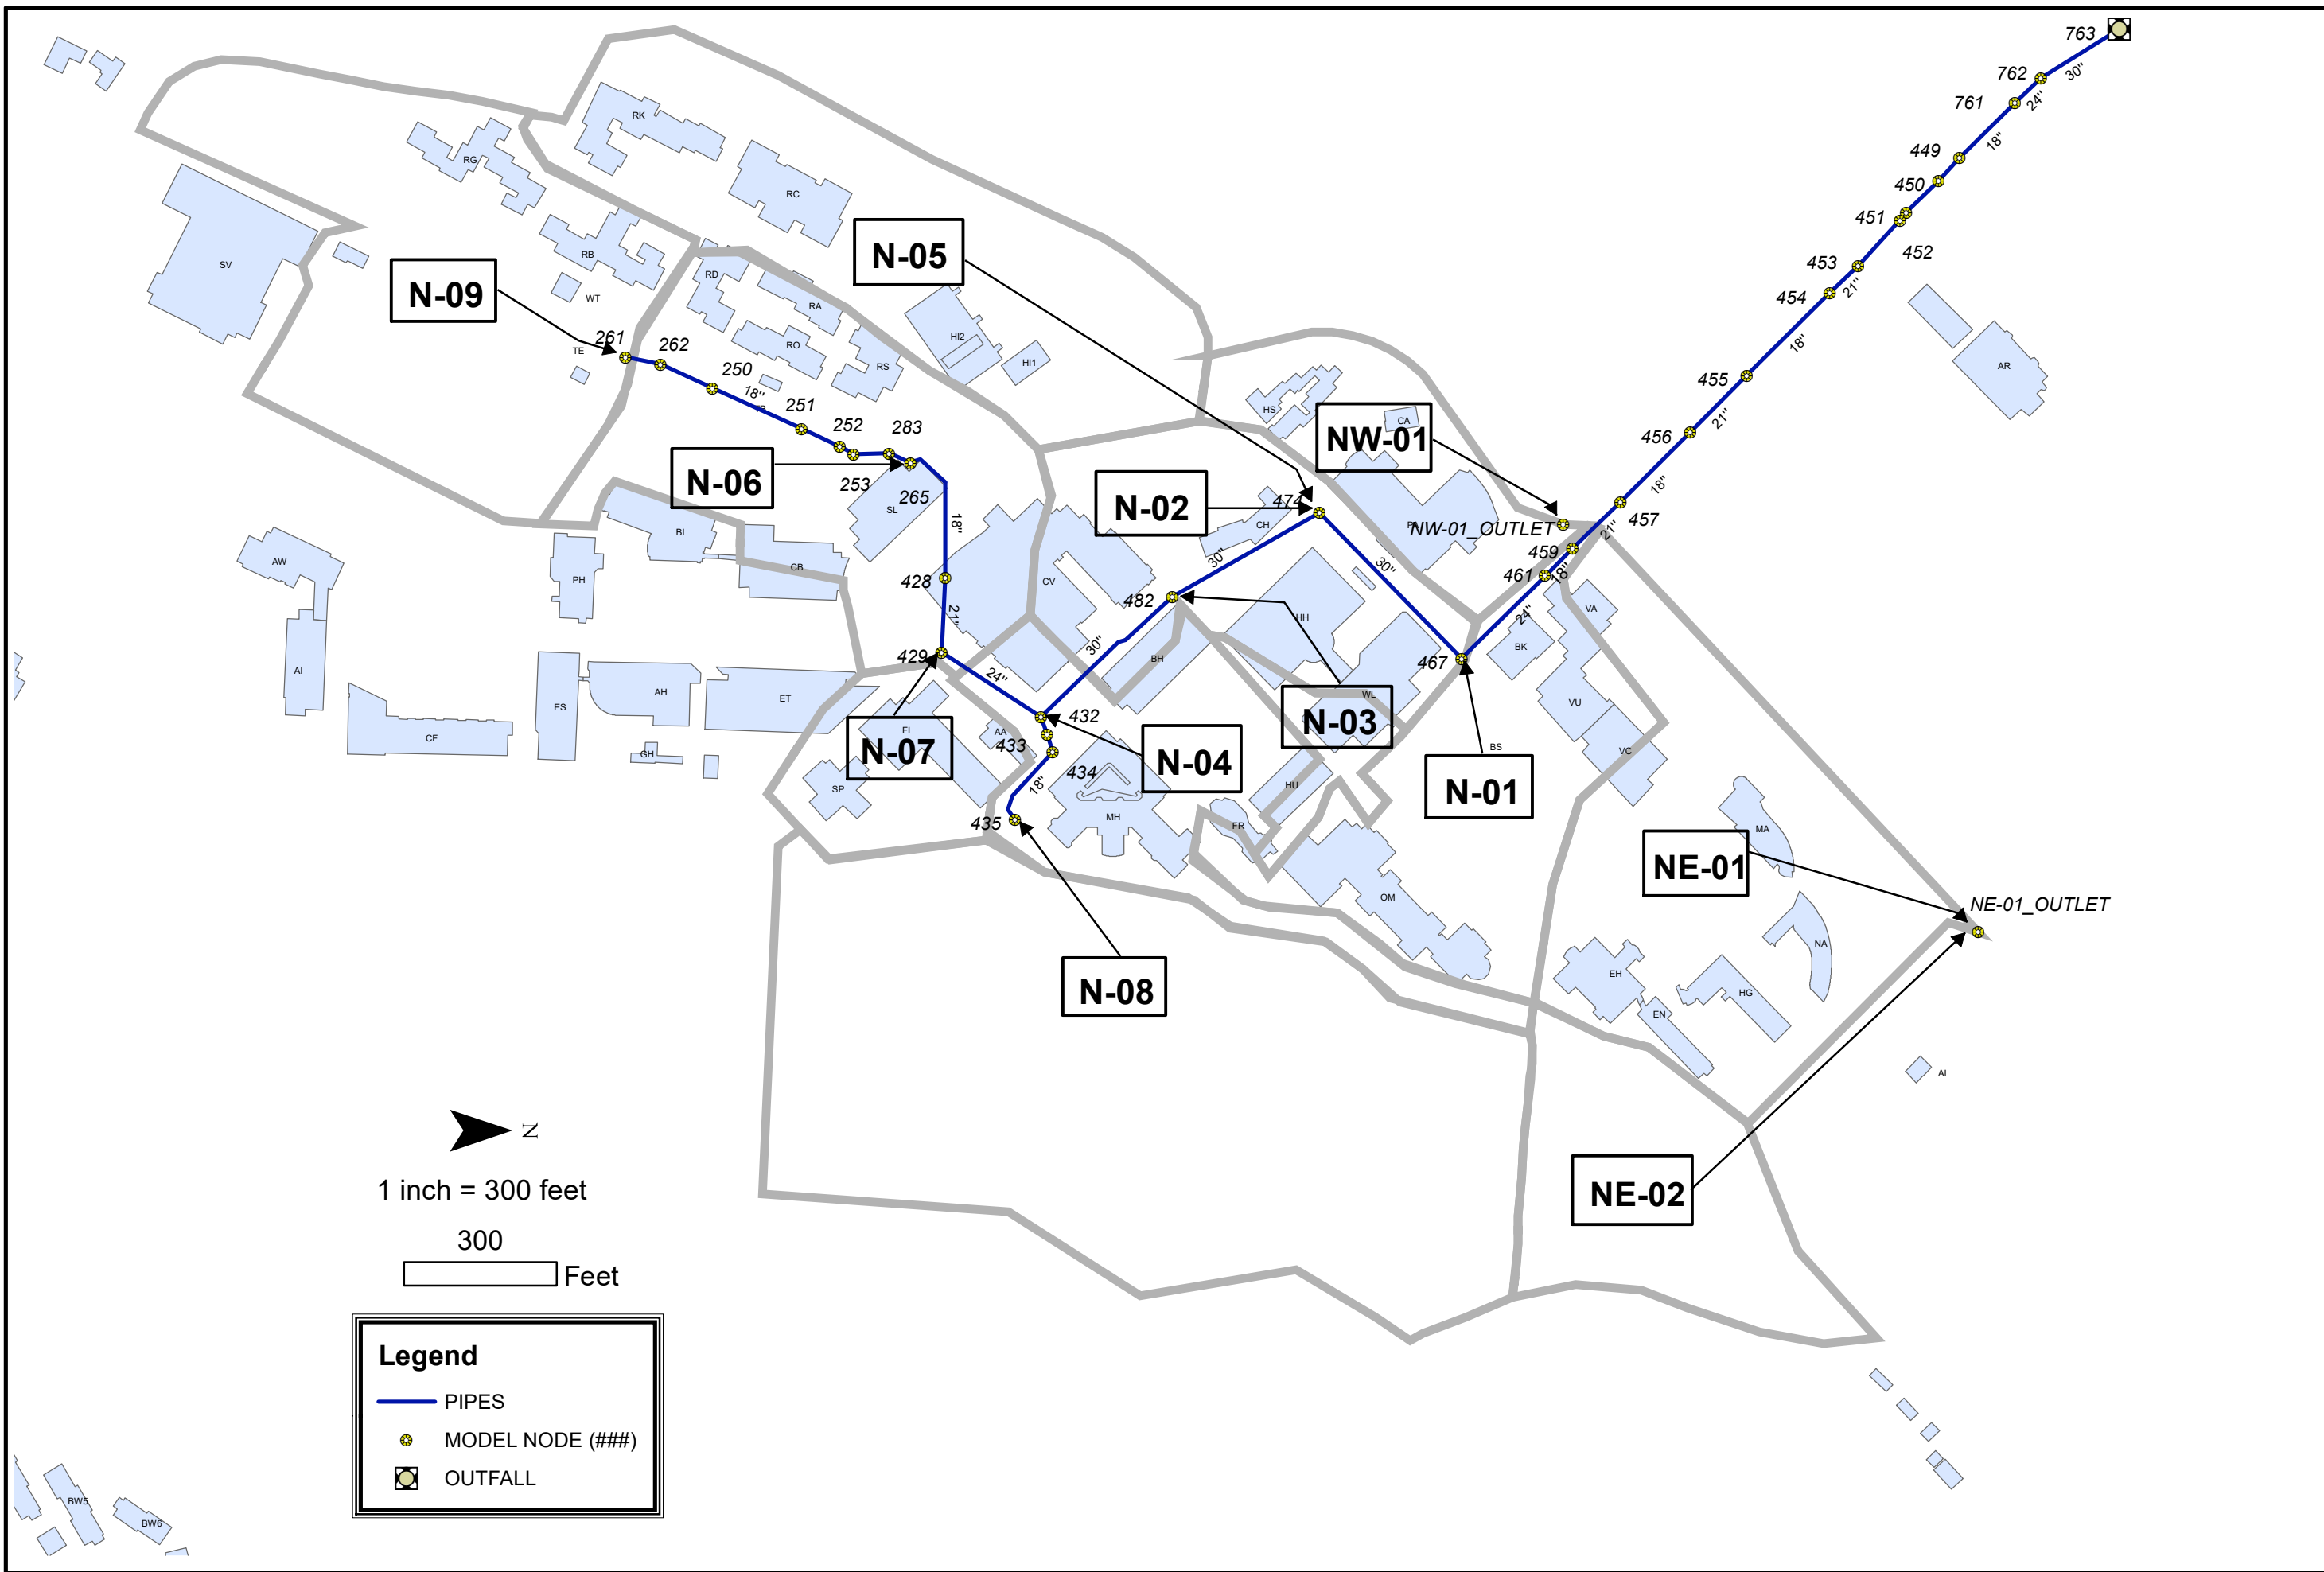 763
762
30"
761
24"
RK
449
18"
RG
RC
450
451
452
N-05
RB
453
SV
RD
454
21"
N-09
WT
RA
261
262
TE
HI2
RO
HI1
RS
18"
AR
250
455
TR
251
HS
CA
21"
252
283
NW-01
456
N-06
253
265
SL
N-02
474
CH
18"
457
18"
NW-01_OUTLET
21"
BI
459
AW
PH
CB
428
CV
30"
30"
461
18"
482
VA
21"
24"
HH
BK
429
30"
BH
467
AI
AH
ET
24"
WL
ES
VU
432
N-03
CF
FI
N-07
AA
433
N-04
BS
VC
GH
434
SP
18"
HU
N-01
435
MH
FR
MA
NE-01
OM
NE-01_OUTLET
NA
EH
N-08
HG
EN
AL
N
1 inch = 300 feet
NE-02
300
Feet
Legend
PIPES
MODEL NODE (###)
OUTFALL
BW5
BW6